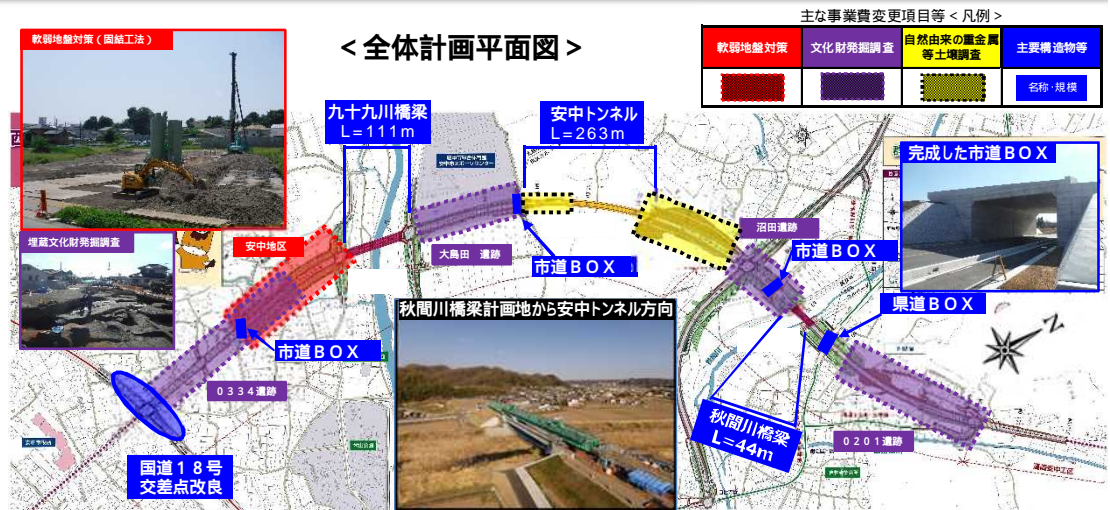 主な事業費変更項目等＜凡例＞
軟弱地盤対策（固結工法）
＜全体計画平面図＞
軟弱地盤対策
文化財発掘調査
自然由来の重金属
等土壌調査
主要構造物等
名称・規模
九十九川橋梁
L=111m
安中トンネル
L=263m
完成した市道ＢＯＸ
埋蔵文化財発掘調査
安中地区
大島田　遺跡
市道ＢＯＸ
沼田遺跡
市道ＢＯＸ
秋間川橋梁計画地から安中トンネル方向
県道ＢＯＸ
市道ＢＯＸ
０３３４遺跡
秋間川橋梁
L=44m
０２０１遺跡
国道１８号
交差点改良
Z